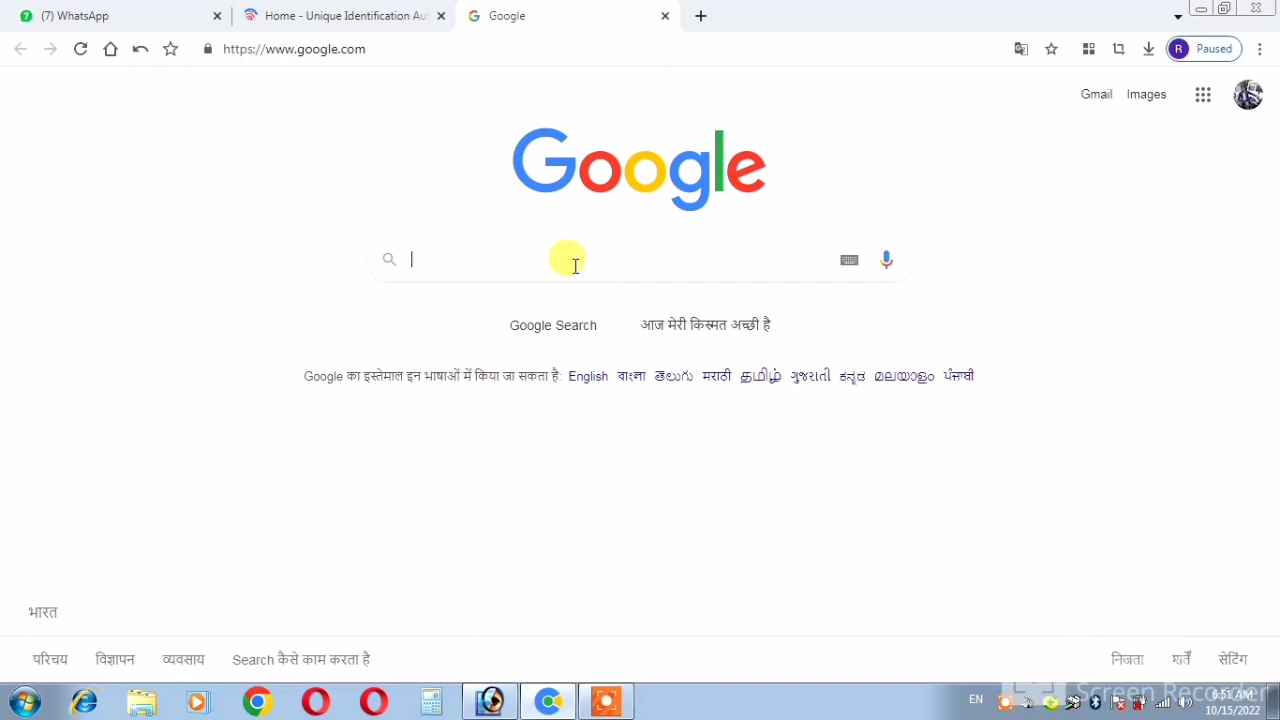 (7) WhatsApp
Home - Unique Identification Au
Google
https://www.google.com
R Paused
Gmail Images
Google
Google Search आज मेरी किस्मत अच्छी है
Google का इस्तेमाल इन भाषाओं में किया जा सकता है: English বাংলা తెలుగు मराठी தமிழ் ગુજરાતી ಕನ್ನಡ മലയാളം ਪੰਜਾਬੀ
भारत
परिचय विज्ञापन व्यवसाय Search कैसे काम करता है
निजता शर्तें सेटिंग
Screen Recorder
EN
6:51 AM
10/15/2022